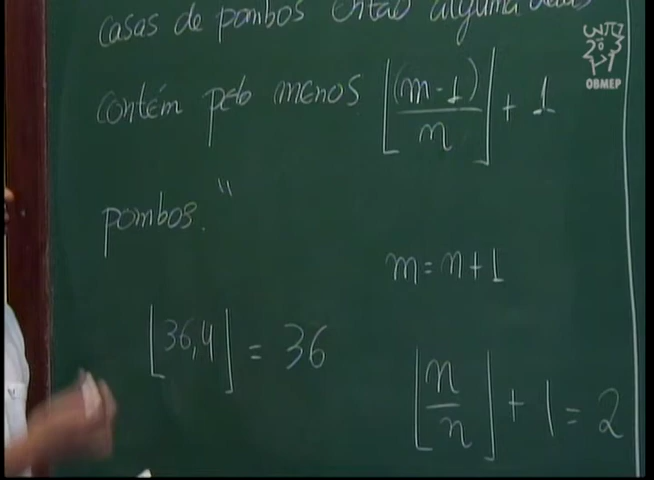 casas de pombos então alguma delas
contém pelo menos ⌊(m-1)/n⌋ + 1
pombos."
m = n+1
⌊36,4⌋ = 36
⌊n/n⌋ + 1 = 2
OBMEP